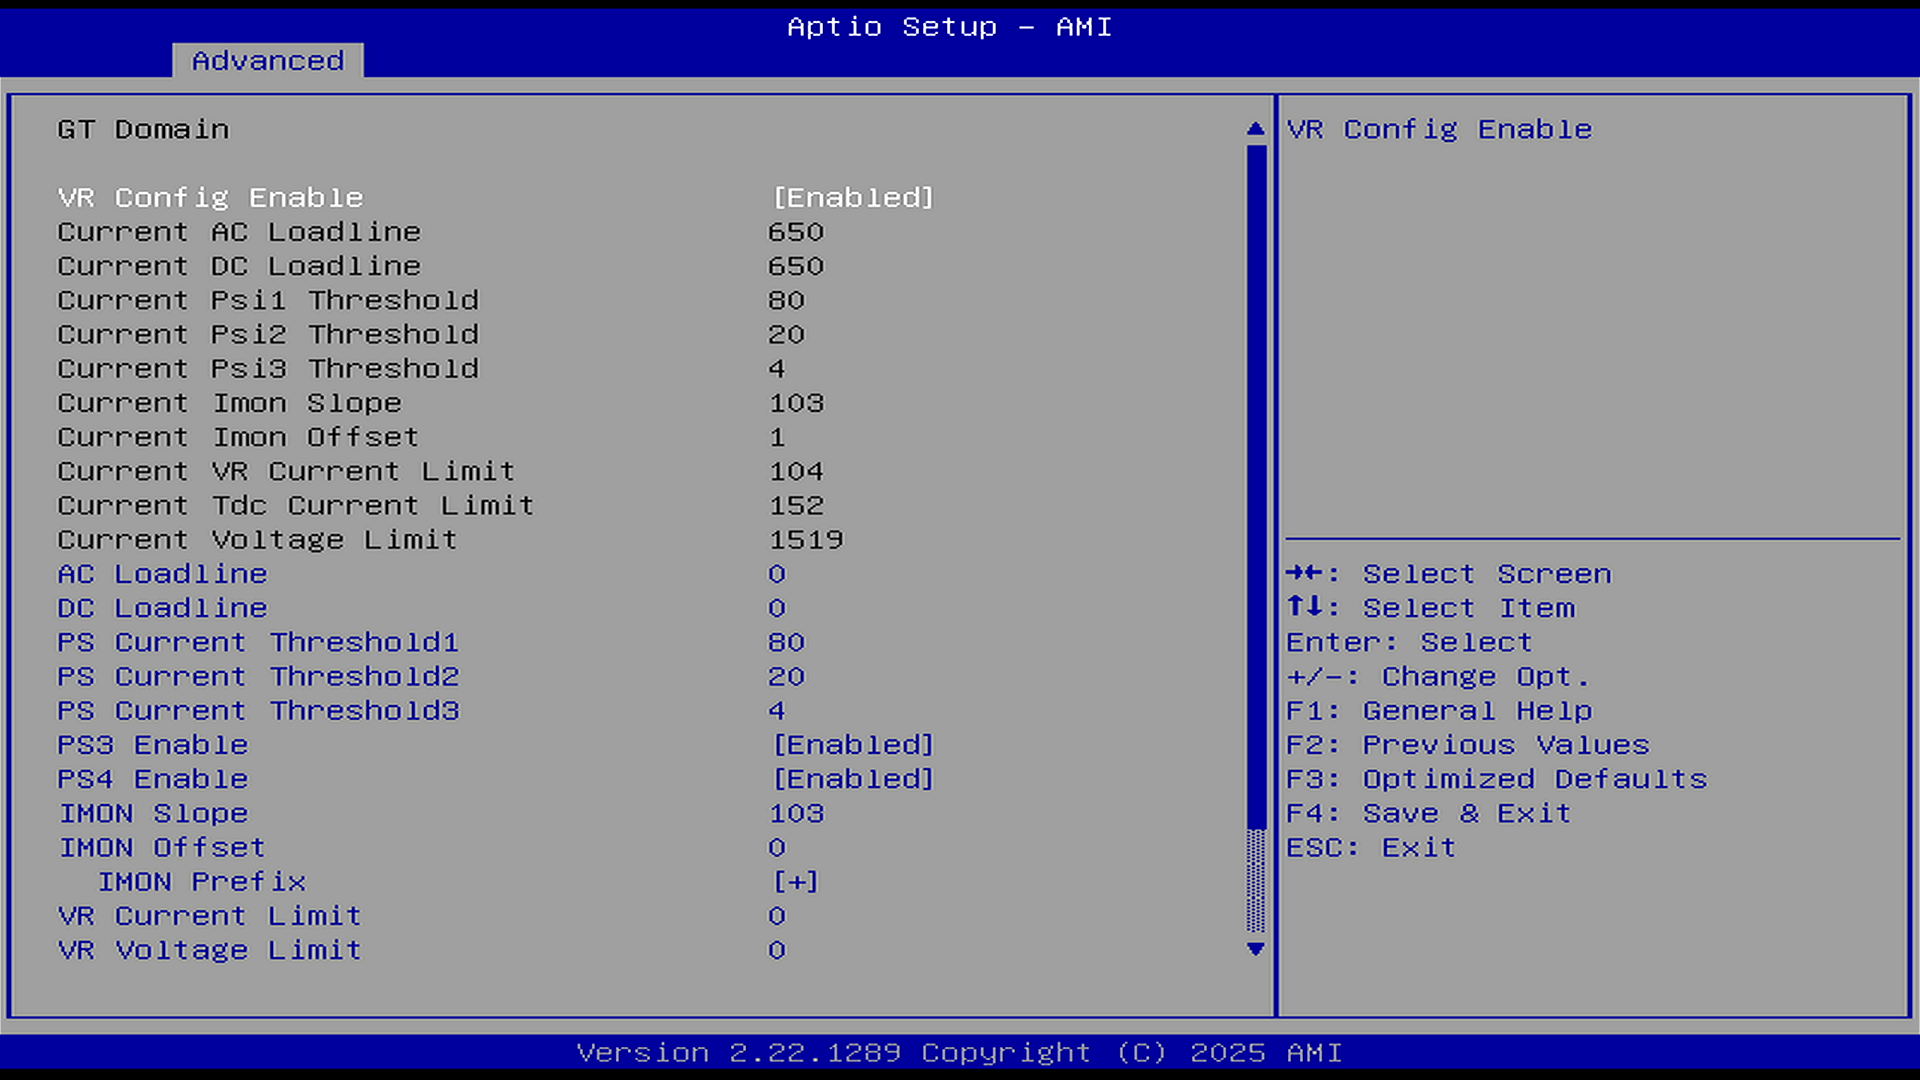 Aptio Setup - AMI
Advanced
GT Domain
VR Config Enable [Enabled]
Current AC Loadline 650
Current DC Loadline 650
Current Psi1 Threshold 80
Current Psi2 Threshold 20
Current Psi3 Threshold 4
Current Imon Slope 103
Current Imon Offset 1
Current VR Current Limit 104
Current Tdc Current Limit 152
Current Voltage Limit 1519
AC Loadline 0
DC Loadline 0
PS Current Threshold1 80
PS Current Threshold2 20
PS Current Threshold3 4
PS3 Enable [Enabled]
PS4 Enable [Enabled]
IMON Slope 103
IMON Offset 0
IMON Prefix [+]
VR Current Limit 0
VR Voltage Limit 0
VR Config Enable
→←: Select Screen
↑↓: Select Item
Enter: Select
+/-: Change Opt.
F1: General Help
F2: Previous Values
F3: Optimized Defaults
F4: Save & Exit
ESC: Exit
Version 2.22.1289 Copyright (C) 2025 AMI